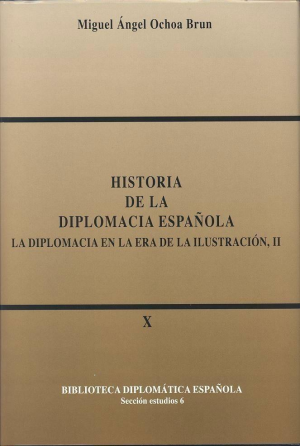 Miguel Ángel Ochoa Brun
HISTORIA
DE LA
DIPLOMACIA ESPAÑOLA
LA DIPLOMACIA EN LA ERA DE LA ILUSTRACIÓN, II
X
BIBLIOTECA DIPLOMÁTICA ESPAÑOLA
Sección estudios 6